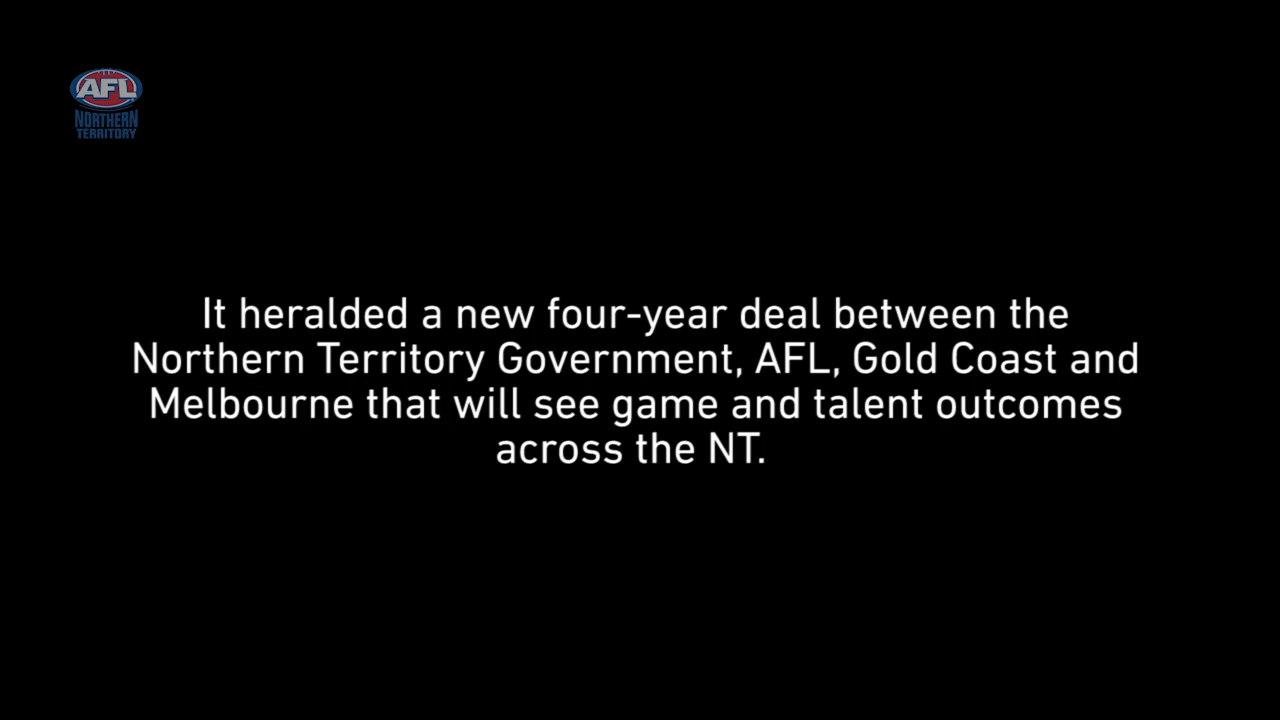 AFL
NORTHERN
TERRITORY
It heralded a new four-year deal between the
Northern Territory Government, AFL, Gold Coast and
Melbourne that will see game and talent outcomes
across the NT.